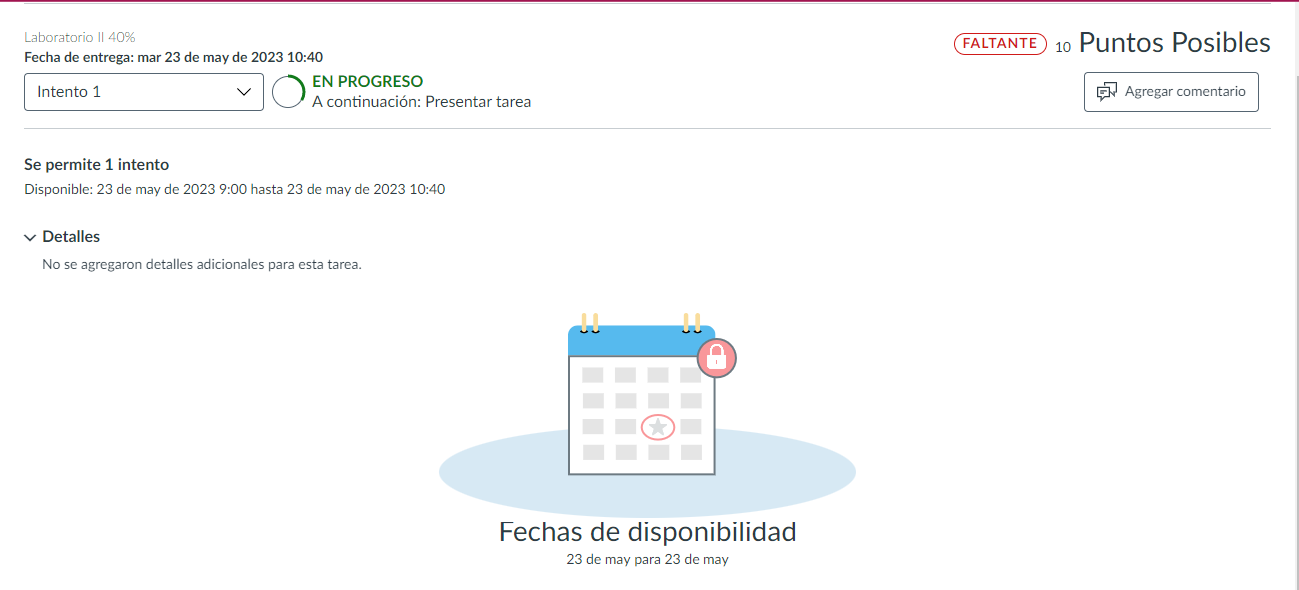 Laboratorio II 40%
Fecha de entrega: mar 23 de may de 2023 10:40
FALTANTE 10 Puntos Posibles
Intento 1
EN PROGRESO
A continuación: Presentar tarea
Agregar comentario
Se permite 1 intento
Disponible: 23 de may de 2023 9:00 hasta 23 de may de 2023 10:40
Detalles
No se agregaron detalles adicionales para esta tarea.
Fechas de disponibilidad
23 de may para 23 de may